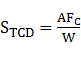 S_TCD = AF_C / W